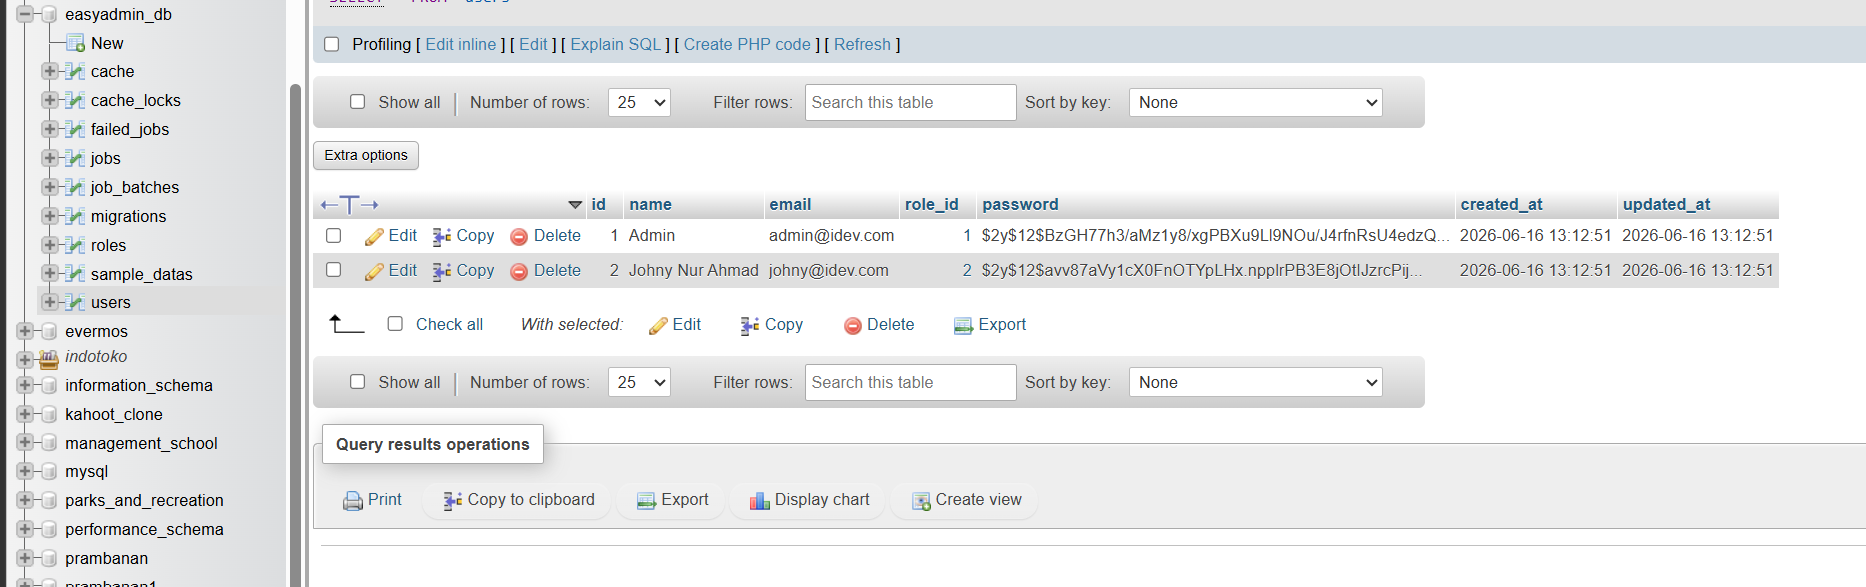 easyadmin_db
New
cache
cache_locks
failed_jobs
jobs
job_batches
migrations
roles
sample_datas
users
evermos
indotoko
information_schema
kahoot_clone
management_school
mysql
parks_and_recreation
performance_schema
prambanan
prambanan1
Profiling [ Edit inline ] [ Edit ] [ Explain SQL ] [ Create PHP code ] [ Refresh ]
Show all Number of rows: 25 Filter rows: Search this table Sort by key: None
Extra options
id name email role_id password created_at updated_at
Edit Copy Delete 1 Admin admin@idev.com 1 $2y$12$BzGH77h3/aMz1y8/xgPBXu9Ll9NOu/J4rfnRsU4edzQ... 2026-06-16 13:12:51 2026-06-16 13:12:51
Edit Copy Delete 2 Johny Nur Ahmad johny@idev.com 2 $2y$12$avv87aVy1cX0FnOTYpLHx.npplrPB3E8jOtlJzrcPij... 2026-06-16 13:12:51 2026-06-16 13:12:51
Check all With selected: Edit Copy Delete Export
Show all Number of rows: 25 Filter rows: Search this table Sort by key: None
Query results operations
Print Copy to clipboard Export Display chart Create view